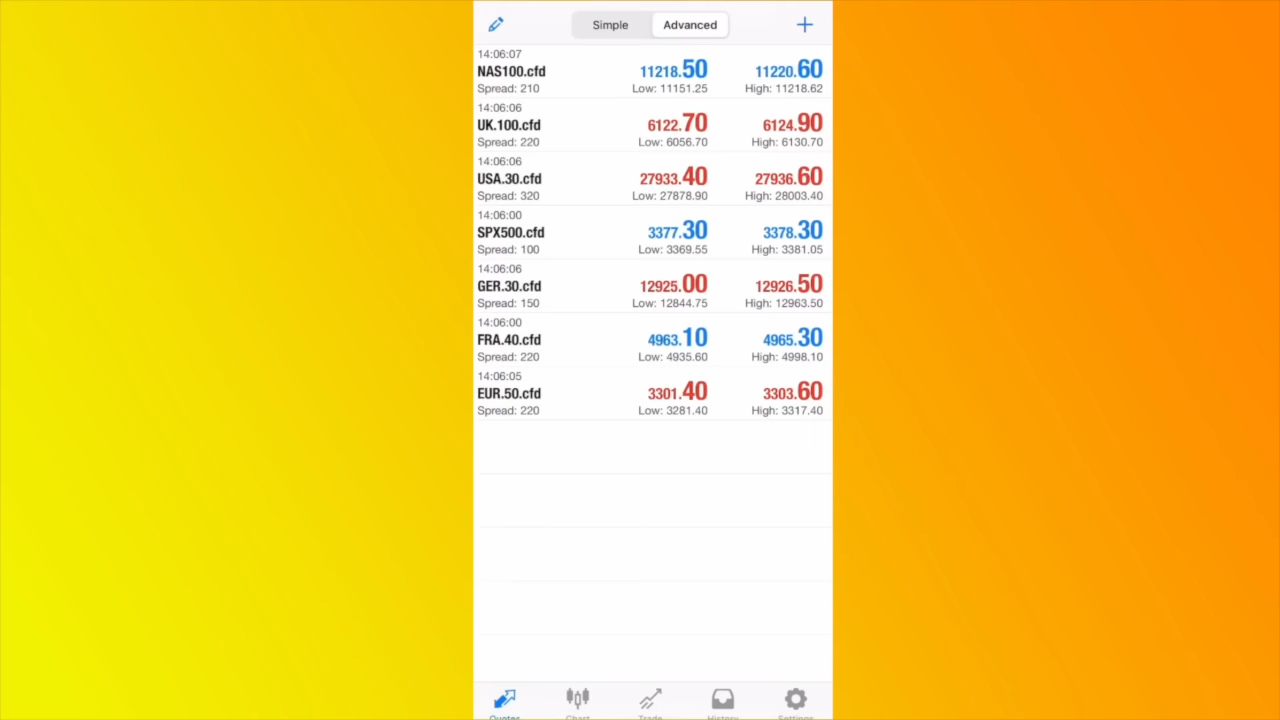 Simple Advanced
14:06:07
NAS100.cfd 11218.50 11220.60
Spread: 210 Low: 11151.25 High: 11218.62
14:06:06
UK.100.cfd 6122.70 6124.90
Spread: 220 Low: 6056.70 High: 6130.70
14:06:06
USA.30.cfd 27933.40 27936.60
Spread: 320 Low: 27878.90 High: 28003.40
14:06:00
SPX500.cfd 3377.30 3378.30
Spread: 100 Low: 3369.55 High: 3381.05
14:06:06
GER.30.cfd 12925.00 12926.50
Spread: 150 Low: 12844.75 High: 12963.50
14:06:00
FRA.40.cfd 4963.10 4965.30
Spread: 220 Low: 4935.60 High: 4998.10
14:06:05
EUR.50.cfd 3301.40 3303.60
Spread: 220 Low: 3281.40 High: 3317.40
Quotes Chart Trade History Settings